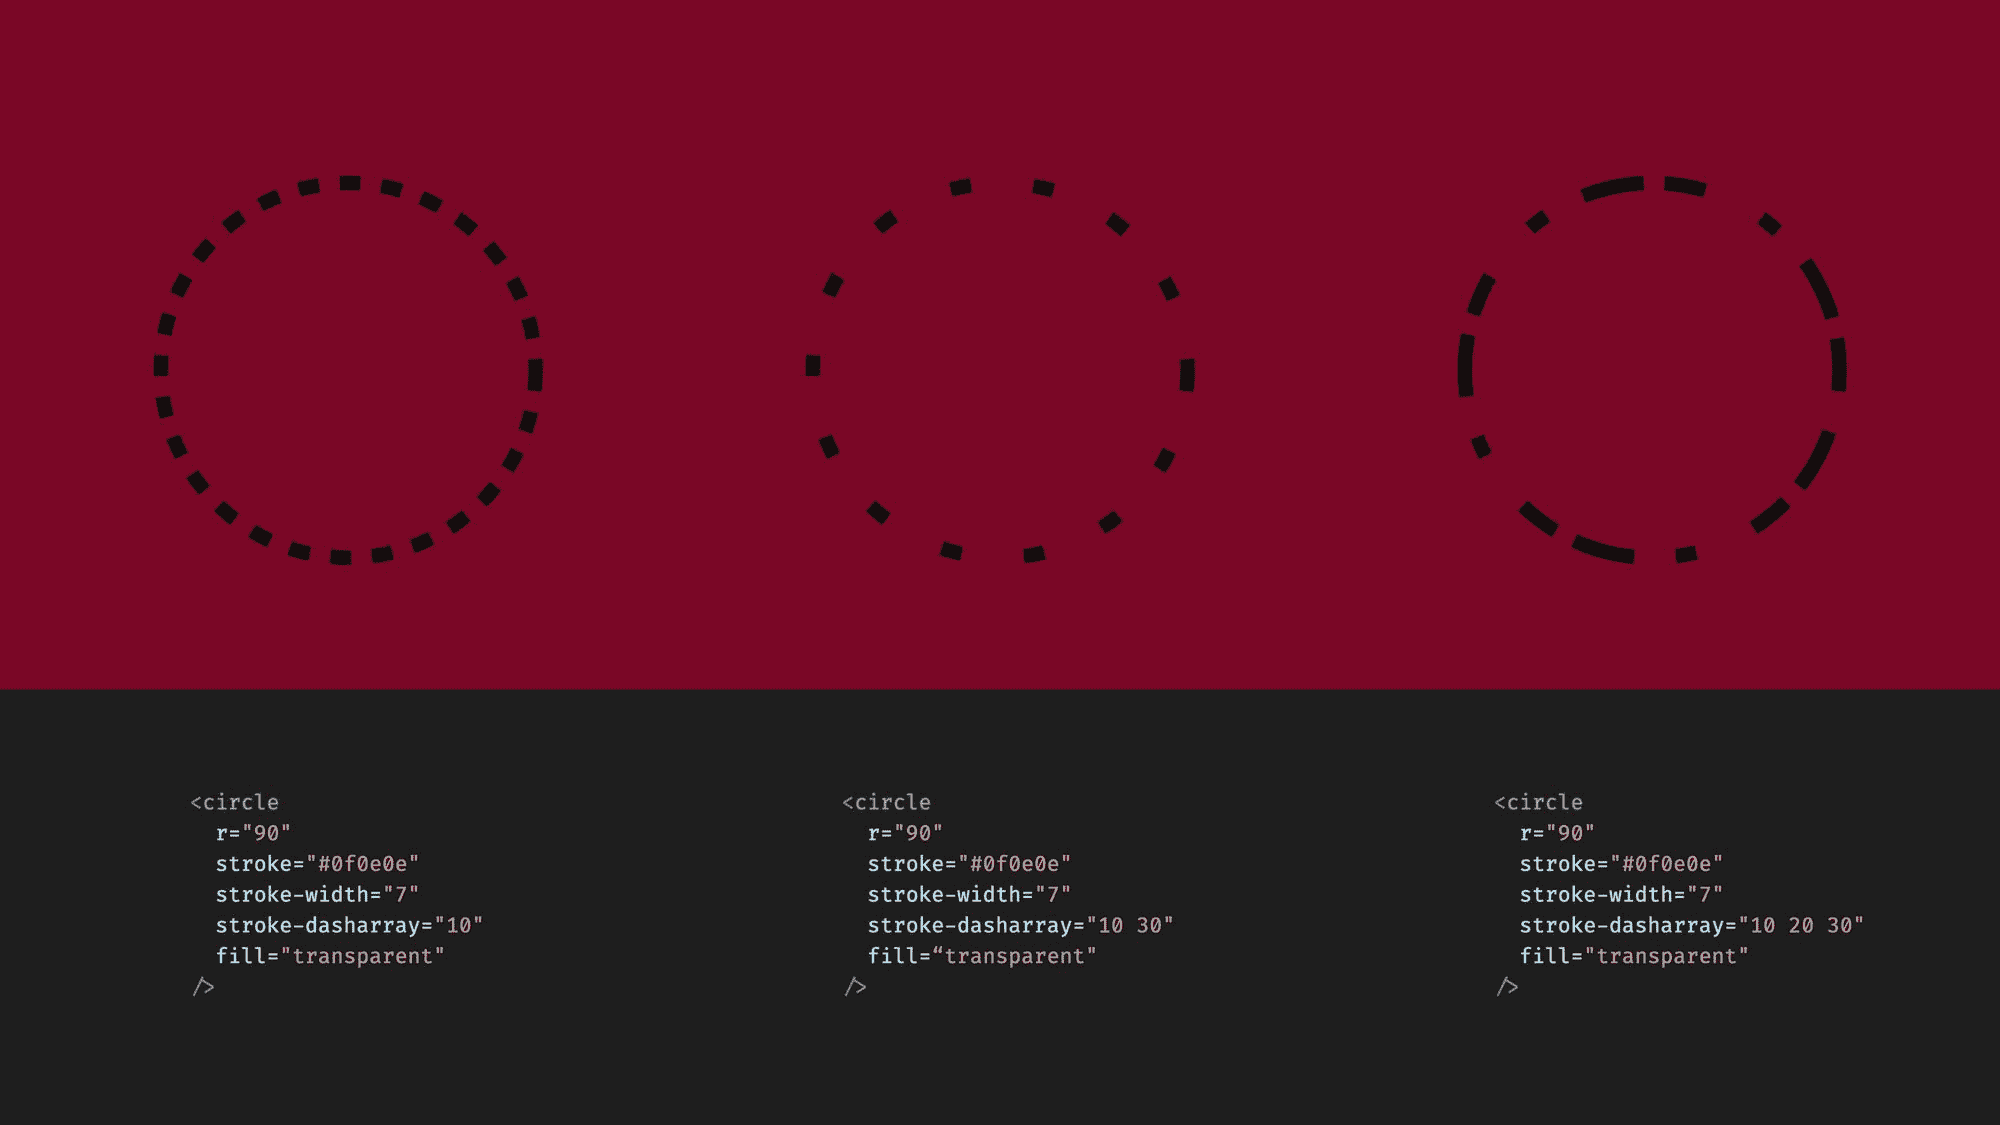 <circle
r="90"
stroke="#0f0e0e"
stroke-width="7"
stroke-dasharray="10"
fill="transparent"
/>
<circle
r="90"
stroke="#0f0e0e"
stroke-width="7"
stroke-dasharray="10 30"
fill=“transparent"
/>
<circle
r="90"
stroke="#0f0e0e"
stroke-width="7"
stroke-dasharray="10 20 30"
fill="transparent"
/>